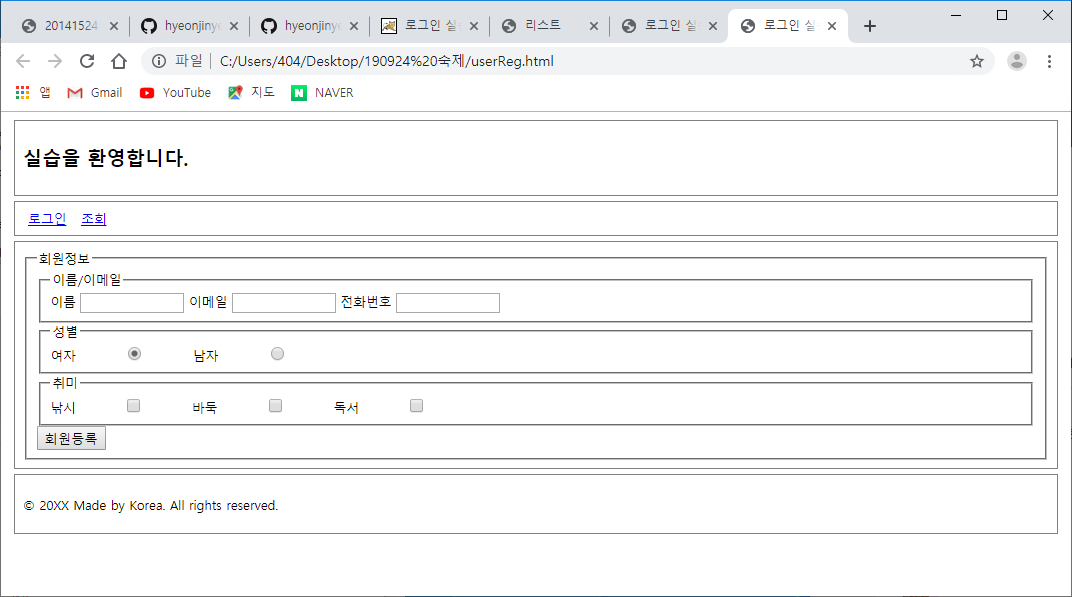 20141524
hyeonjinye
hyeonjinye
로그인 실
리스트
로그인 실
로그인 실
파일 C:/Users/404/Desktop/190924%20숙제/userReg.html
앱 Gmail YouTube 지도 NAVER
실습을 환영합니다.
로그인 조회
회원정보
이름/이메일
이름 이메일 전화번호
성별
여자 남자
취미
낚시 바둑 독서
회원등록
© 20XX Made by Korea. All rights reserved.